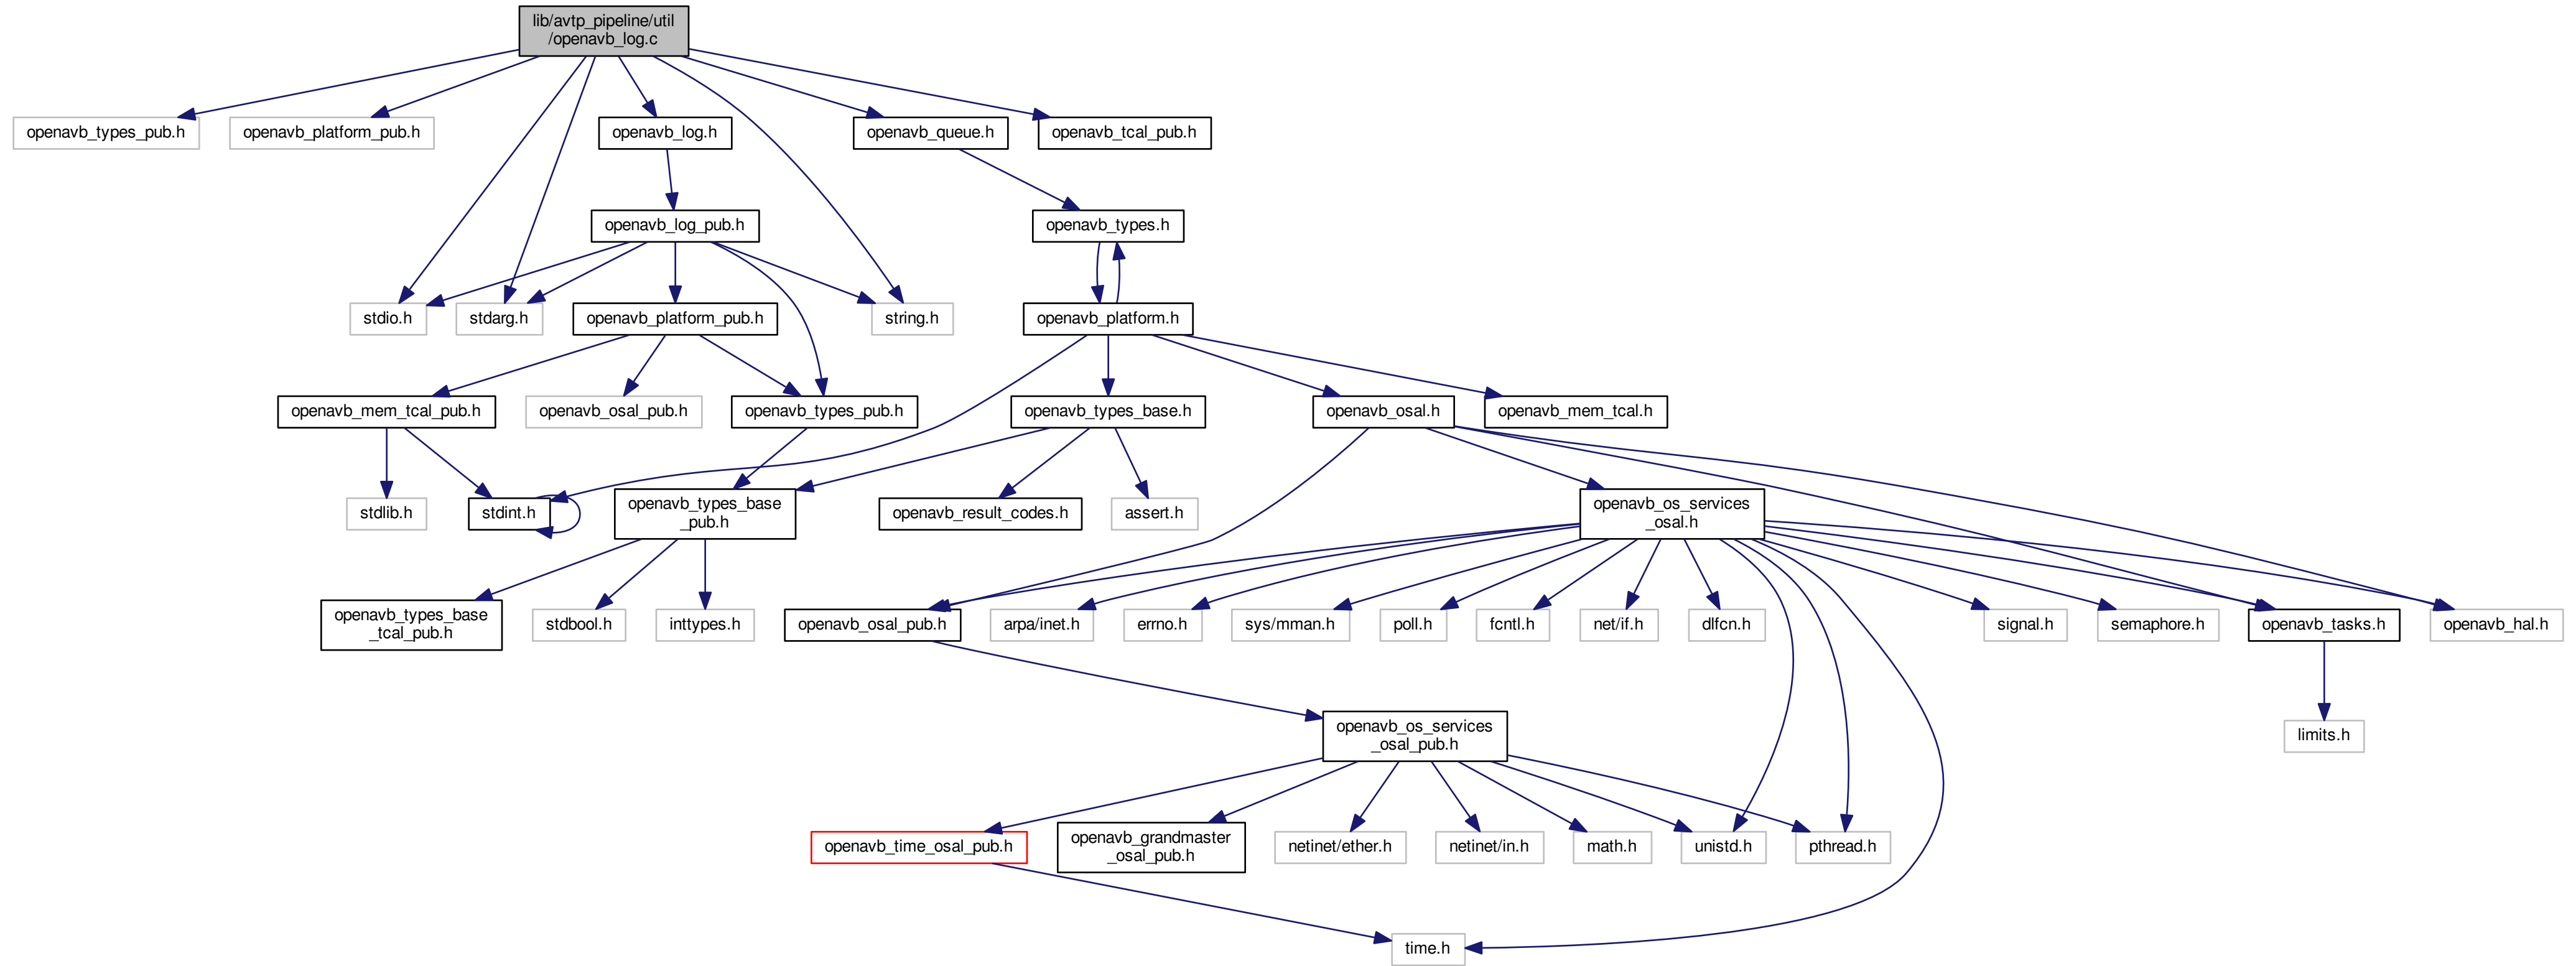 lib/avtp_pipeline/util
/openavb_log.c
openavb_types_pub.h
openavb_platform_pub.h
openavb_log.h
openavb_queue.h
openavb_tcal_pub.h
openavb_log_pub.h
openavb_types.h
stdio.h
stdarg.h
openavb_platform_pub.h
string.h
openavb_platform.h
openavb_mem_tcal_pub.h
openavb_osal_pub.h
openavb_types_pub.h
openavb_types_base.h
openavb_osal.h
openavb_mem_tcal.h
stdlib.h
stdint.h
openavb_types_base
_pub.h
openavb_result_codes.h
assert.h
openavb_os_services
_osal.h
openavb_types_base
_tcal_pub.h
stdbool.h
inttypes.h
openavb_osal_pub.h
arpa/inet.h
errno.h
sys/mman.h
poll.h
fcntl.h
net/if.h
dlfcn.h
signal.h
semaphore.h
openavb_tasks.h
openavb_hal.h
openavb_os_services
_osal_pub.h
limits.h
openavb_time_osal_pub.h
openavb_grandmaster
_osal_pub.h
netinet/ether.h
netinet/in.h
math.h
unistd.h
pthread.h
time.h